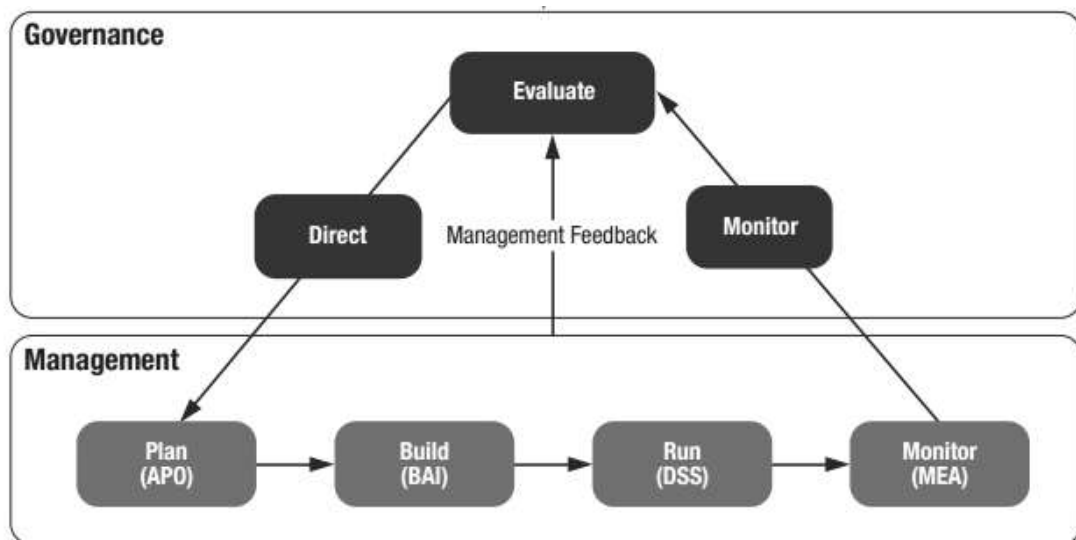 Governance
Evaluate
Direct
Management Feedback
Monitor
Management
Plan
(APO)
Build
(BAI)
Run
(DSS)
Monitor
(MEA)